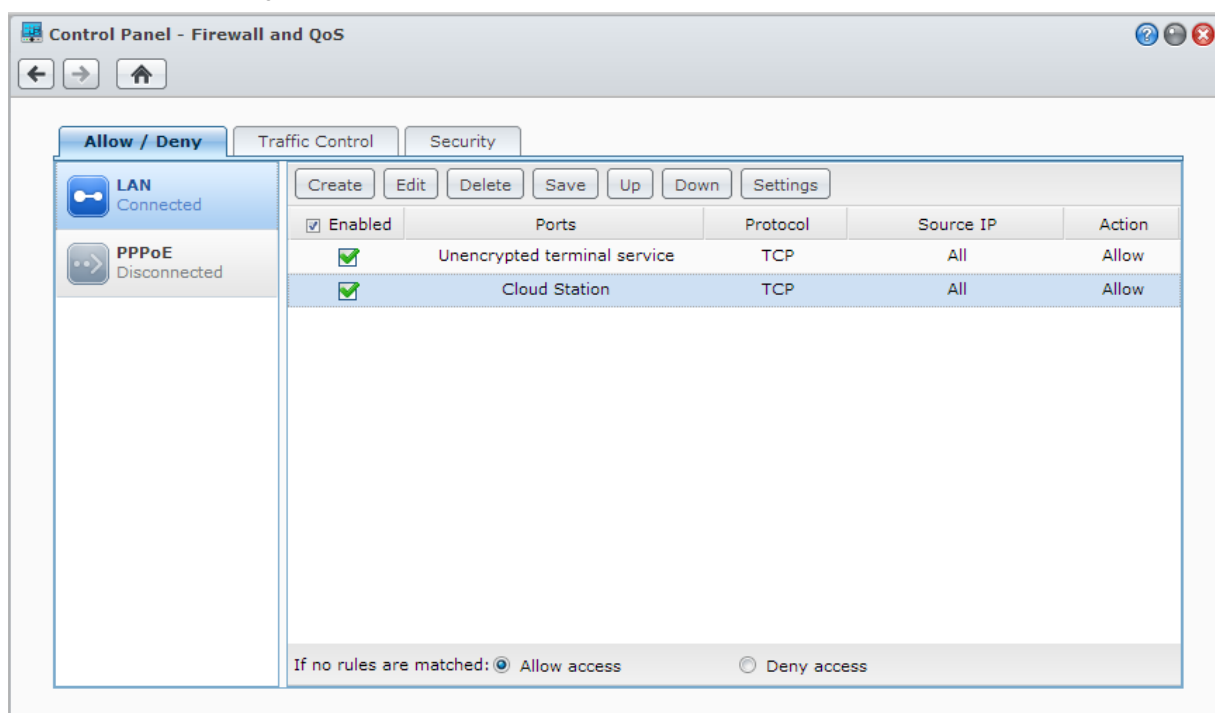 Control Panel - Firewall and QoS
Allow / Deny Traffic Control Security
LAN
Connected
PPPoE
Disconnected
Create Edit Delete Save Up Down Settings
Enabled Ports Protocol Source IP Action
Unencrypted terminal service TCP All Allow
Cloud Station TCP All Allow
If no rules are matched: Allow access Deny access